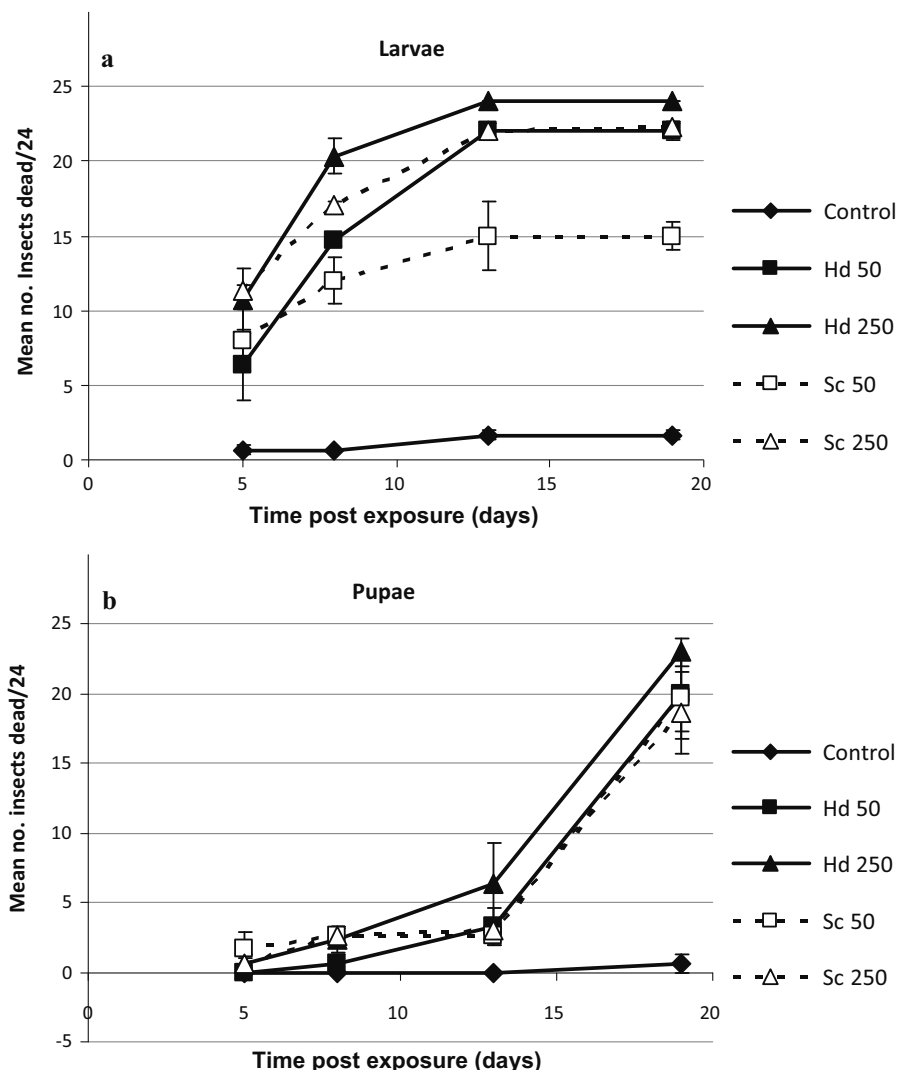 a
Larvae
Mean no. Insects dead/24
25
20
15
10
5
0
0 5 10 15 20
Time post exposure (days)
Control
Hd 50
Hd 250
Sc 50
Sc 250
b
Pupae
Mean no. insects dead/24
25
20
15
10
5
0
-5
0 5 10 15 20
Time post exposure (days)
Control
Hd 50
Hd 250
Sc 50
Sc 250